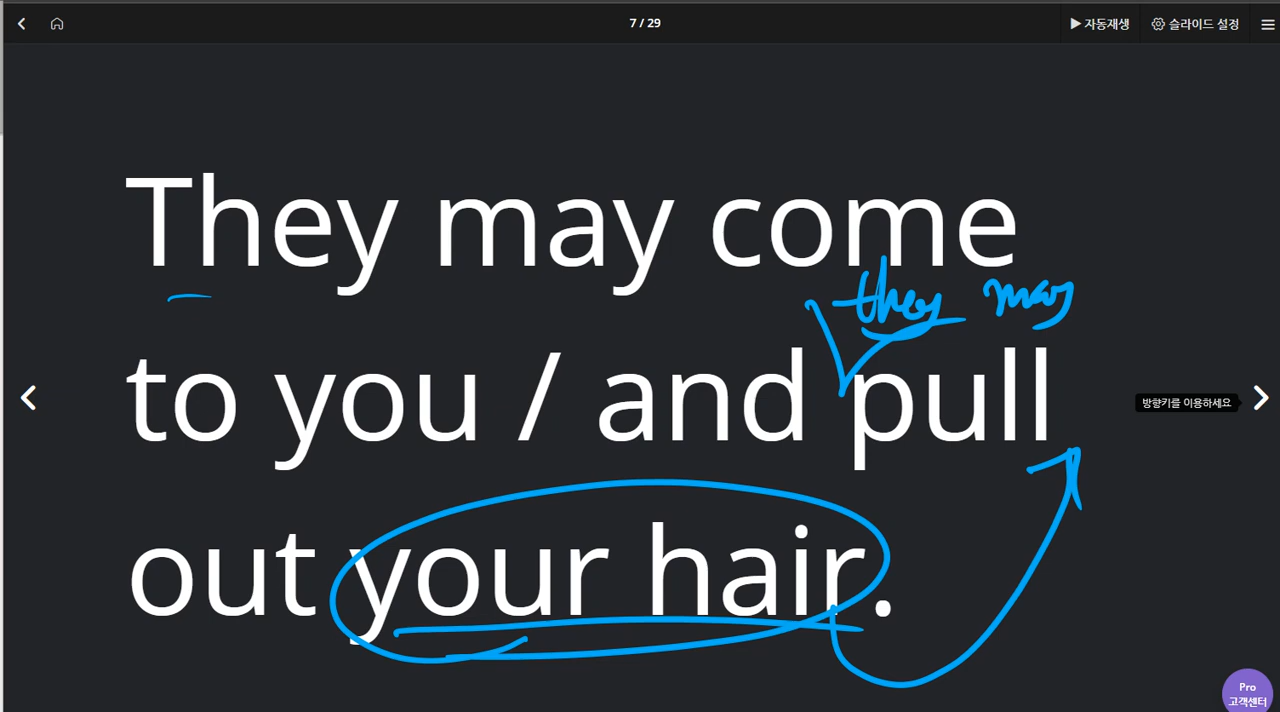 7 / 29
자동재생
슬라이드 설정
They may come
they may
to you / and pull
방향키를 이용하세요
out your hair.
Pro
고객센터